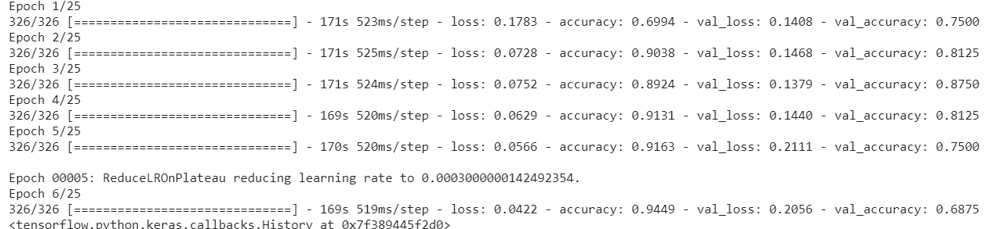 Epoch 1/25
326/326 [==============================] - 171s 523ms/step - loss: 0.1783 - accuracy: 0.6994 - val_loss: 0.1408 - val_accuracy: 0.7500
Epoch 2/25
326/326 [==============================] - 171s 525ms/step - loss: 0.0728 - accuracy: 0.9038 - val_loss: 0.1468 - val_accuracy: 0.8125
Epoch 3/25
326/326 [==============================] - 171s 524ms/step - loss: 0.0752 - accuracy: 0.8924 - val_loss: 0.1379 - val_accuracy: 0.8750
Epoch 4/25
326/326 [==============================] - 169s 520ms/step - loss: 0.0629 - accuracy: 0.9131 - val_loss: 0.1440 - val_accuracy: 0.8125
Epoch 5/25
326/326 [==============================] - 170s 520ms/step - loss: 0.0566 - accuracy: 0.9163 - val_loss: 0.2111 - val_accuracy: 0.7500
Epoch 00005: ReduceLROnPlateau reducing learning rate to 0.0003000000142492354.
Epoch 6/25
326/326 [==============================] - 169s 519ms/step - loss: 0.0422 - accuracy: 0.9449 - val_loss: 0.2056 - val_accuracy: 0.6875
<tensorflow.python.keras.callbacks.History at 0x7f389445f2d0>